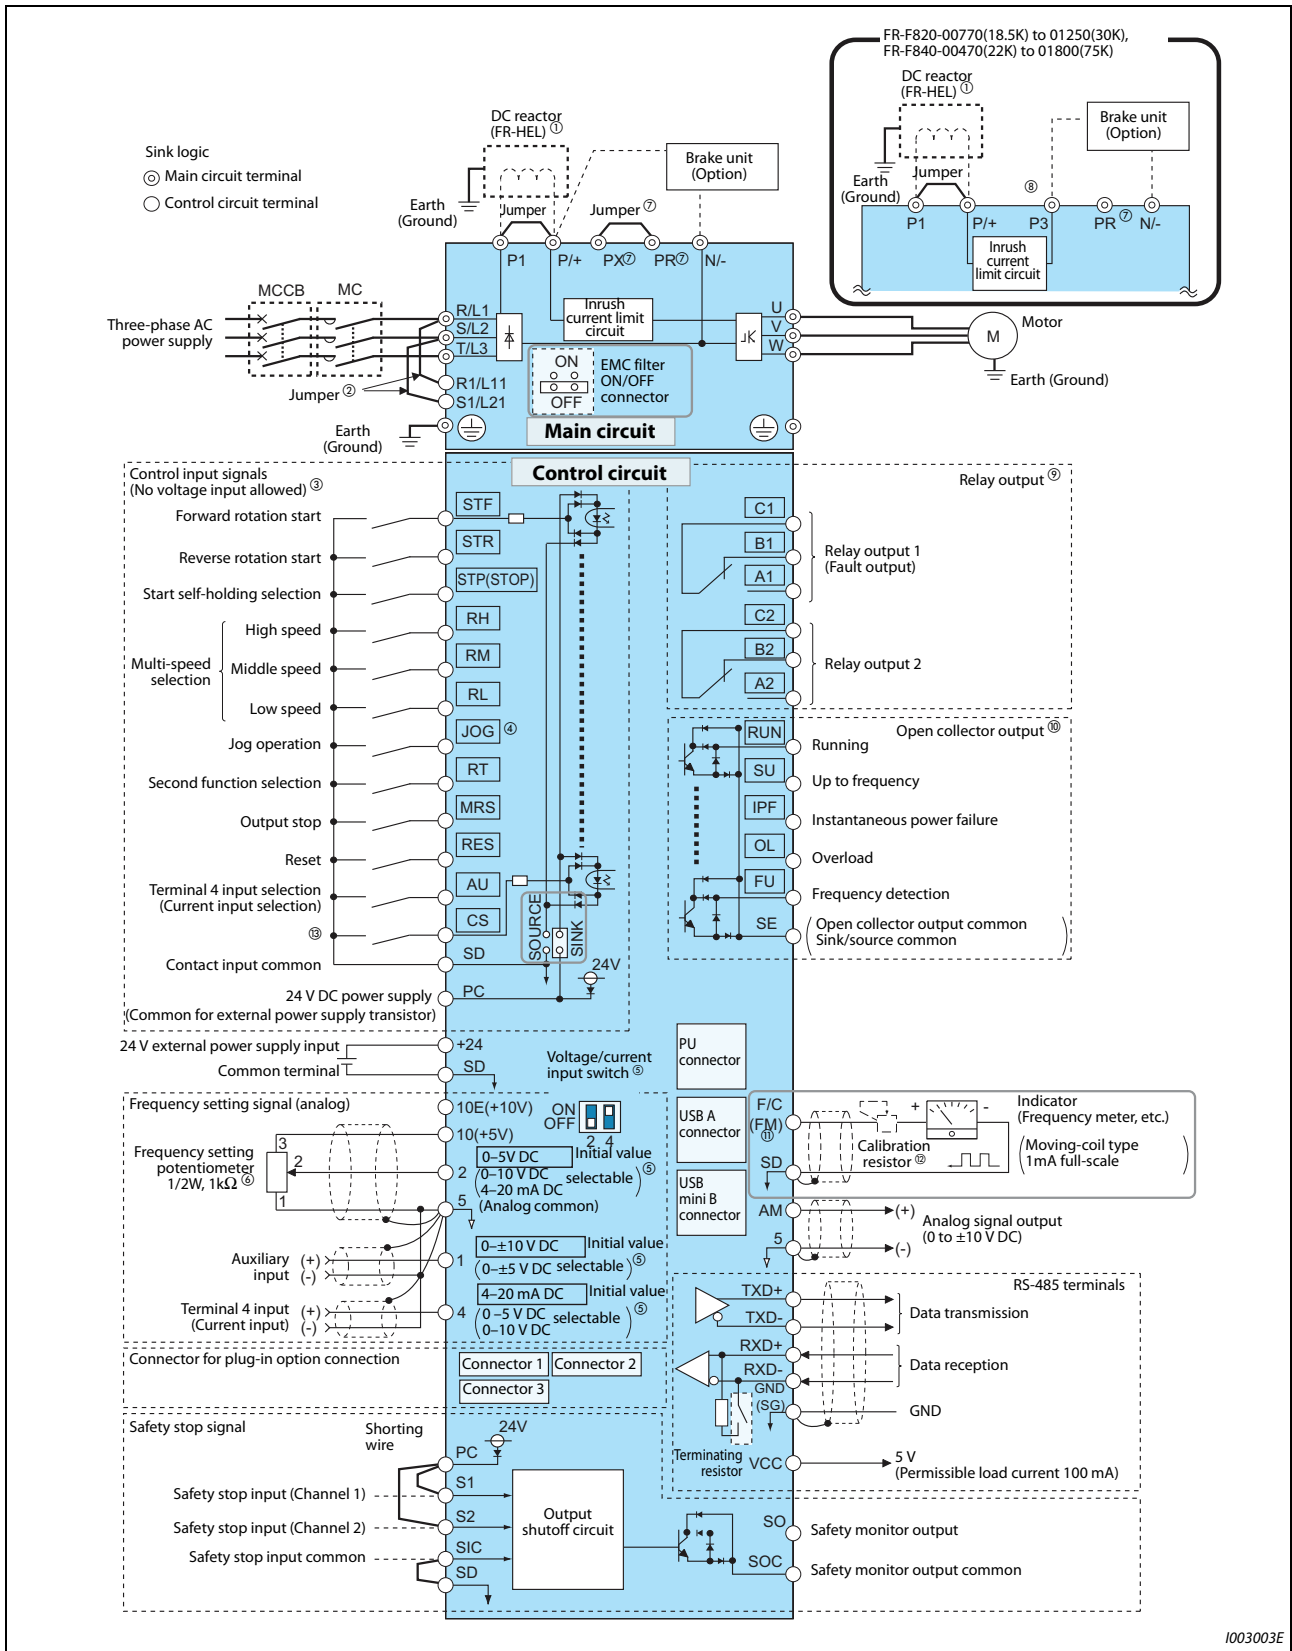 FR-F820-00770(18.5K) to 01250(30K),
FR-F840-00470(22K) to 01800(75K)
DC reactor
(FR-HEL) ①
Brake unit
(Option)
Earth
(Ground)
Jumper
⑧
P1
P/+
P3
PR ⑦
N/-
Inrush
current
limit circuit
Sink logic
Main circuit terminal
Control circuit terminal
DC reactor
(FR-HEL) ①
Brake unit
(Option)
Earth
(Ground)
Jumper
Jumper ⑦
P1
P/+
PX⑦
PR⑦
N/-
MCCB
MC
Three-phase AC
power supply
R/L1
S/L2
T/L3
R1/L11
S1/L21
Jumper ②
Inrush
current limit
circuit
ON
OFF
EMC filter
ON/OFF
connector
U
V
W
M
Motor
Earth (Ground)
Earth
(Ground)
Main circuit
Control circuit
Control input signals
(No voltage input allowed) ③
Forward rotation start
STF
Reverse rotation start
STR
Start self-holding selection
STP(STOP)
Multi-speed
selection
High speed
RH
Middle speed
RM
Low speed
RL
Jog operation
JOG ④
Second function selection
RT
Output stop
MRS
Reset
RES
Terminal 4 input selection
(Current input selection)
AU
⑬
CS
SOURCE
SINK
Contact input common
SD
24V
24 V DC power supply
(Common for external power supply transistor)
PC
Relay output ⑨
C1
B1
A1
Relay output 1
(Fault output)
C2
B2
A2
Relay output 2
Open collector output ⑩
RUN
Running
SU
Up to frequency
IPF
Instantaneous power failure
OL
Overload
FU
Frequency detection
SE
Open collector output common
Sink/source common
24 V external power supply input
+24
Common terminal
SD
Voltage/current
input switch ⑤
ON
OFF
2 4
PU
connector
USB A
connector
USB
mini B
connector
Frequency setting signal (analog)
10E(+10V)
10(+5V)
Frequency setting
potentiometer
1/2W, 1kΩ ⑥
3
2
1
2
0–5V DC
Initial value
(0–10 V DC
4–20 mA DC
selectable)⑤
5
(Analog common)
Auxiliary
input
(+)
(-)
1
0–±10 V DC
Initial value
(0–±5 V DC selectable)⑤
Terminal 4 input
(Current input)
(+)
(-)
4
4–20 mA DC
Initial value
(0 –5 V DC
0–10 V DC
selectable)⑤
F/C
(FM)
⑪
SD
Calibration
resistor ⑫
+
-
Indicator
(Frequency meter, etc.)
(Moving-coil type
1mA full-scale)
AM
5
(+)
(-)
Analog signal output
(0 to ±10 V DC)
RS-485 terminals
TXD+
TXD-
Data transmission
RXD+
RXD-
Data reception
GND
(SG)
GND
Terminating
resistor
VCC
5 V
(Permissible load current 100 mA)
Connector for plug-in option connection
Connector 1
Connector 2
Connector 3
Safety stop signal
Shorting
wire
24V
PC
Safety stop input (Channel 1)
S1
Safety stop input (Channel 2)
S2
Safety stop input common
SIC
SD
Output
shutoff circuit
SO
Safety monitor output
SOC
Safety monitor output common
I003003E